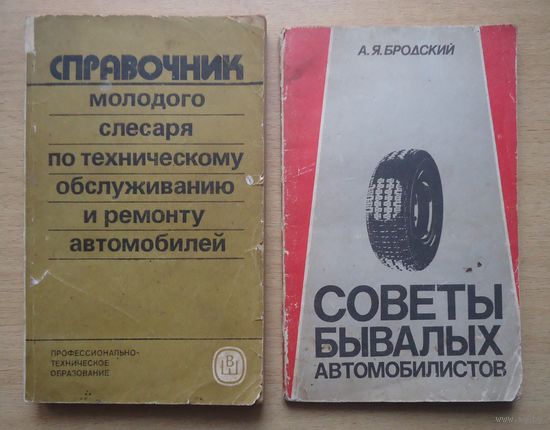 СПРАВОЧНИК
МОЛОДОГО
СЛЕСАРЯ
ПО ТЕХНИЧЕСКОМУ
ОБСЛУЖИВАНИЮ
И РЕМОНТУ
АВТОМОБИЛЕЙ
ПРОФЕССИОНАЛЬНО-
ТЕХНИЧЕСКОЕ
ОБРАЗОВАНИЕ
А.Я.БРОДСКИЙ
СОВЕТЫ
БЫВАЛЫХ
АВТОМОБИЛИСТОВ